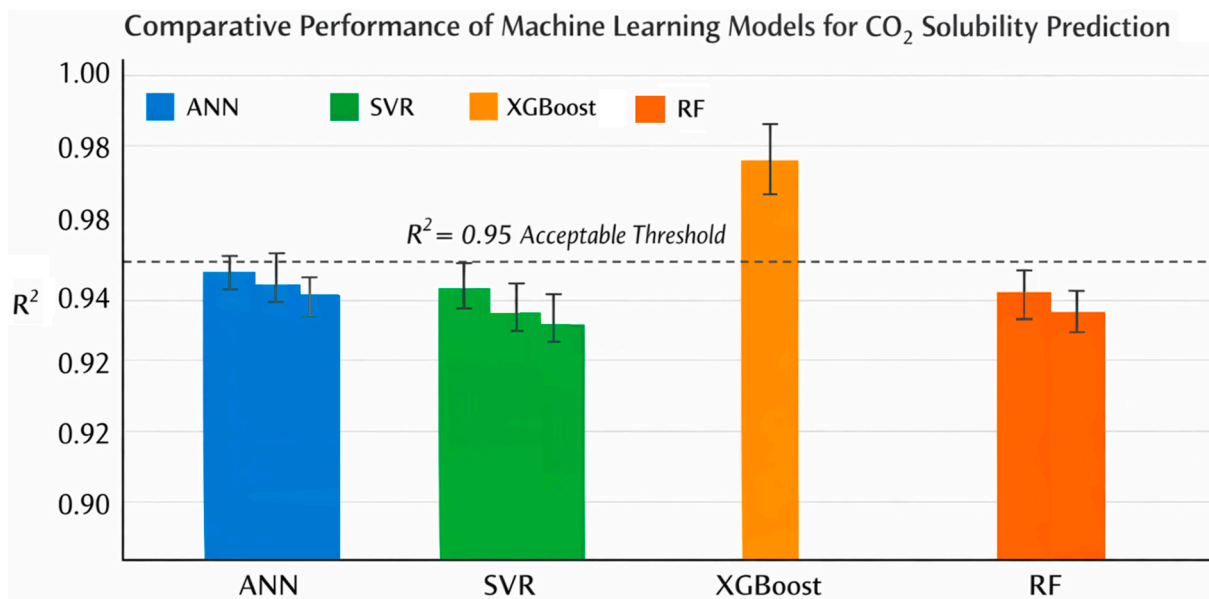 Comparative Performance of Machine Learning Models for CO₂ Solubility Prediction
1.00
ANN SVR XGBoost RF
0.98
0.98
R² = 0.95 Acceptable Threshold
R²
0.94
0.92
0.92
0.90
ANN SVR XGBoost RF